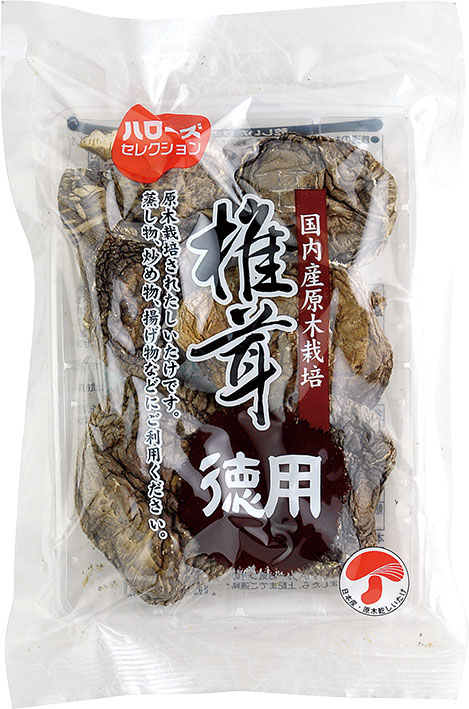 ハローズ
セレクション
国内産原木栽培
椎茸
徳用
原木栽培されたしいたけです。
蒸し物、炒め物、揚げ物などにご利用ください。
日本産・原木乾しいたけ